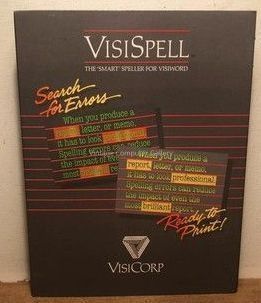 VISISPELL
THE 'SMART' SPELLER FOR VISIWORD
Search
for Errors
When you produce a
letter, or memo,
it has to look
Spelling errors can reduce
the impact of even
most
When you produce a
report, letter, or memo,
it has to look professional.
Spelling errors can reduce
the impact of even the
most brilliant
Ready-to-
Print!
VISICORP